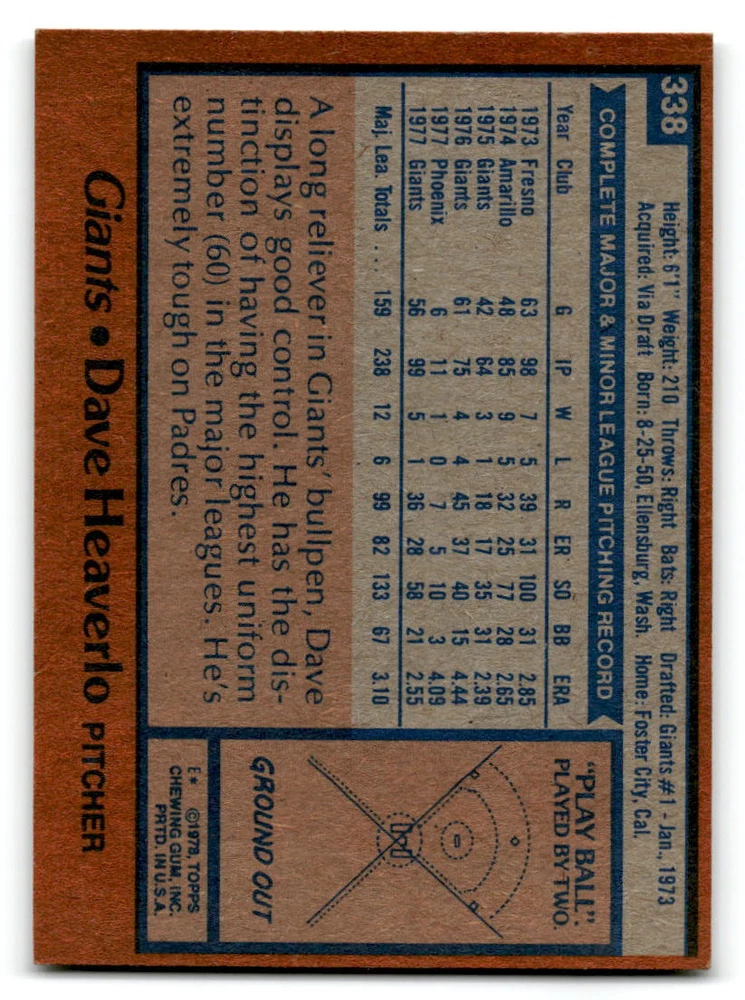 338
Height: 6'1" Weight: 210 Throws: Right Bats: Right Drafted: Giants #1 - Jan., 1973
Acquired: Via Draft Born: 8-25-50, Ellensburg, Wash. Home: Foster City, Cal.
COMPLETE MAJOR & MINOR LEAGUE PITCHING RECORD
Year Club G IP W L R ER SO BB ERA
1973 Fresno 63 98 7 5 39 31 100 31 2.85
1974 Amarillo 48 85 9 5 32 25 77 28 2.65
1975 Giants 42 64 3 1 18 17 35 31 2.39
1976 Giants 61 75 4 4 45 37 40 15 4.44
1977 Phoenix 6 11 1 0 7 5 10 3 4.09
1977 Giants 56 99 5 1 36 28 58 21 2.55
Maj. Lea. Totals ... 159 238 12 6 99 82 133 67 3.10
A long reliever in Giants' bullpen, Dave
displays good control. He has the dis-
tinction of having the highest uniform
number (60) in the major leagues. He's
extremely tough on Padres.
"PLAY BALL".
PLAYED BY TWO.
GROUND OUT
E* ©1978, TOPPS
CHEWING GUM, INC.
PRTD. IN U.S.A.
Giants • Dave Heaverlo PITCHER